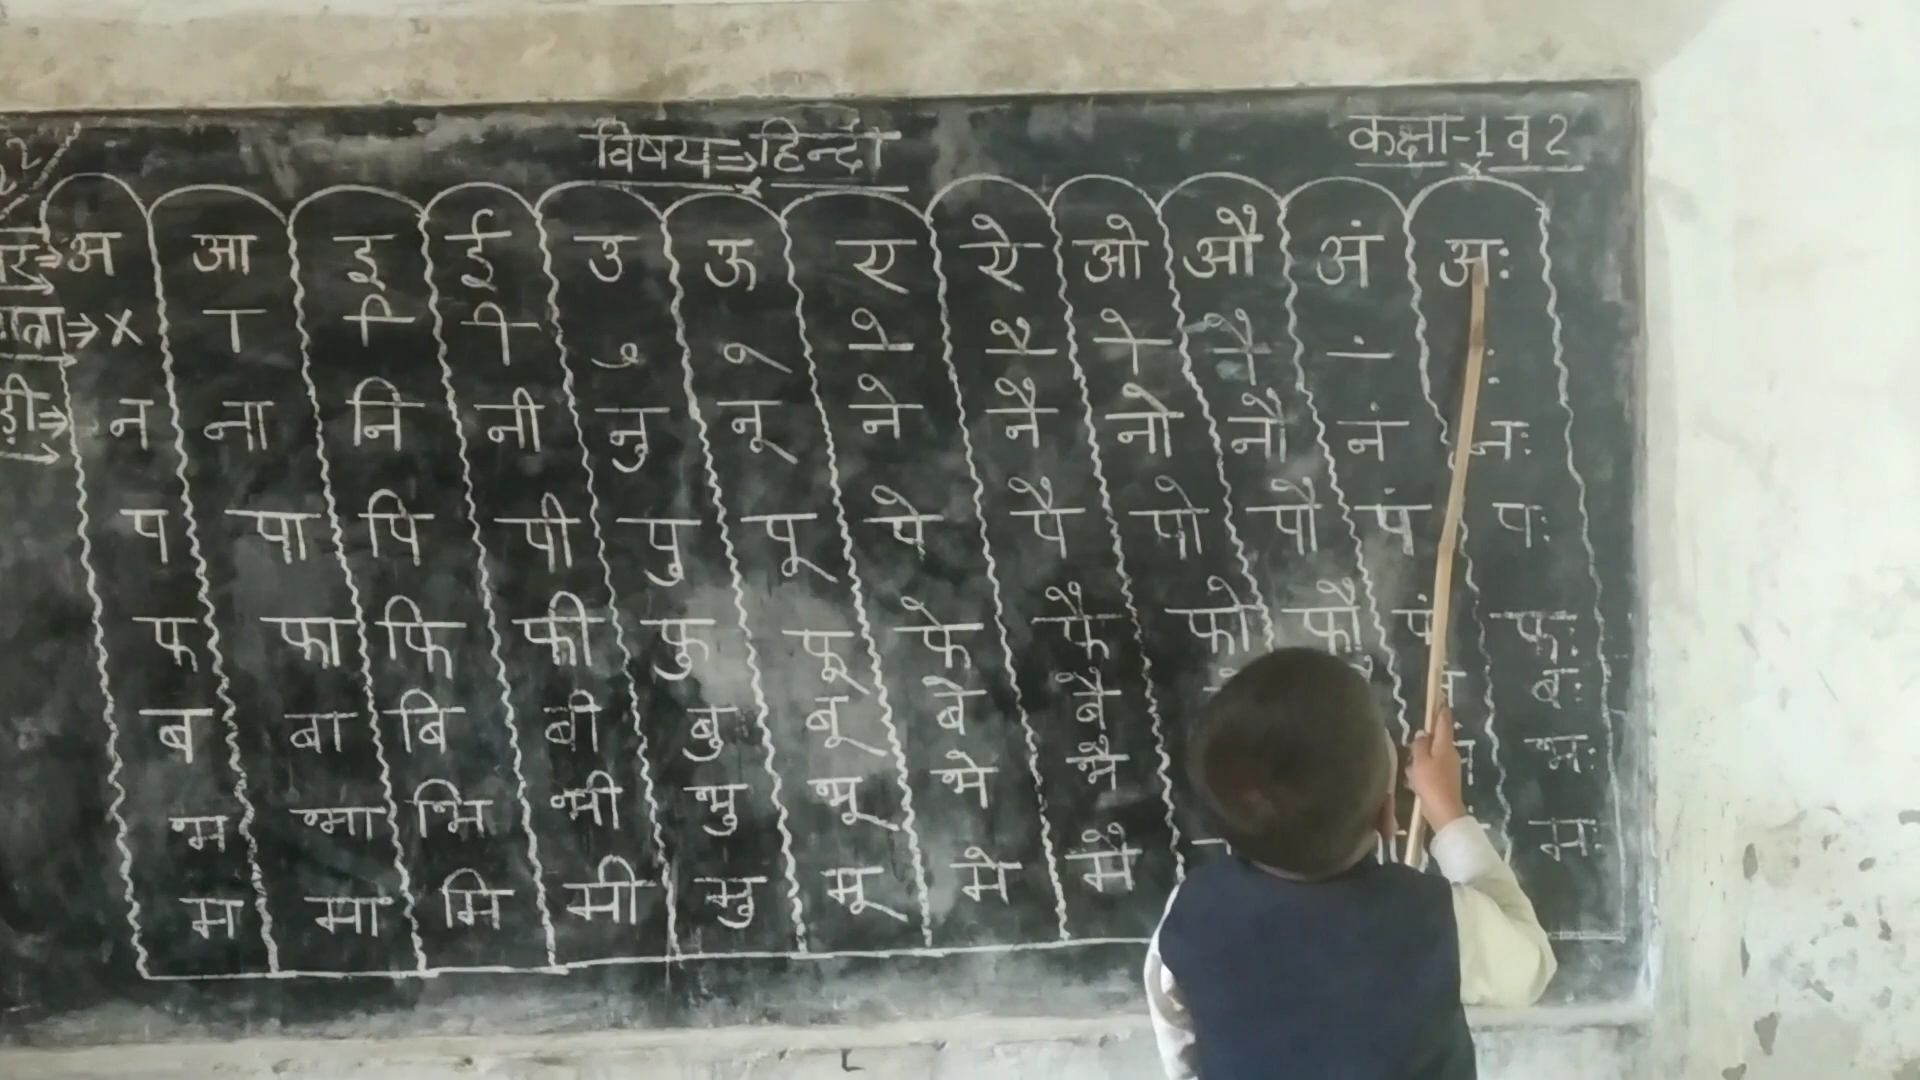 विषय⇒हिन्दी
कक्षा-1 व 2
अ आ इ ई उ ऊ ए ऐ ओ औ अं अः
⇒ X ा ि ी ु ू े ै ो ौ ं ः
न ना नि नी नु नू ने नै नो नौ नं नः
प पा पि पी पु पू पे पै पो पौ पं पः
फ फा फि फी फु फू फे फै फो फौ फः
ब बा बि बी बु बू बे बै बः
भ भा भि भी भु भू भे भै भः
म मा मि मी मु मू मे मै मः